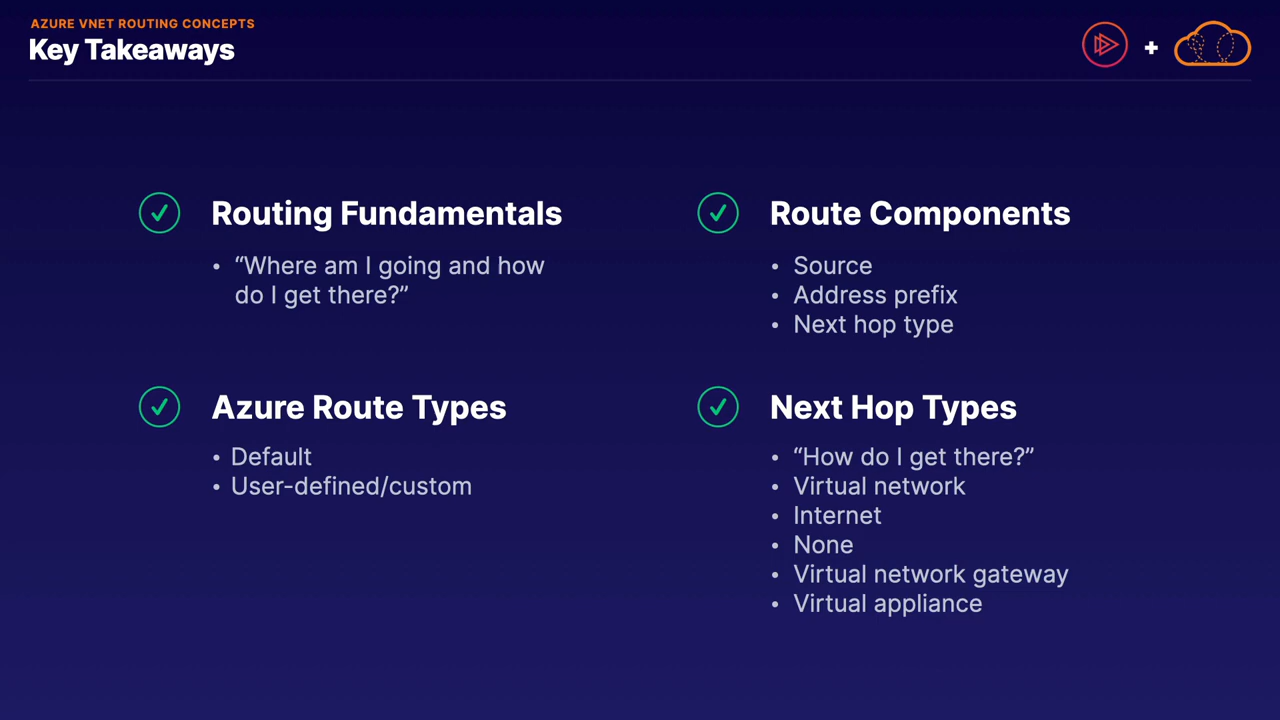 AZURE VNET ROUTING CONCEPTS
Key Takeaways
+
Routing Fundamentals
• “Where am I going and how
do I get there?”
Route Components
• Source
• Address prefix
• Next hop type
Azure Route Types
• Default
• User-defined/custom
Next Hop Types
• “How do I get there?”
• Virtual network
• Internet
• None
• Virtual network gateway
• Virtual appliance